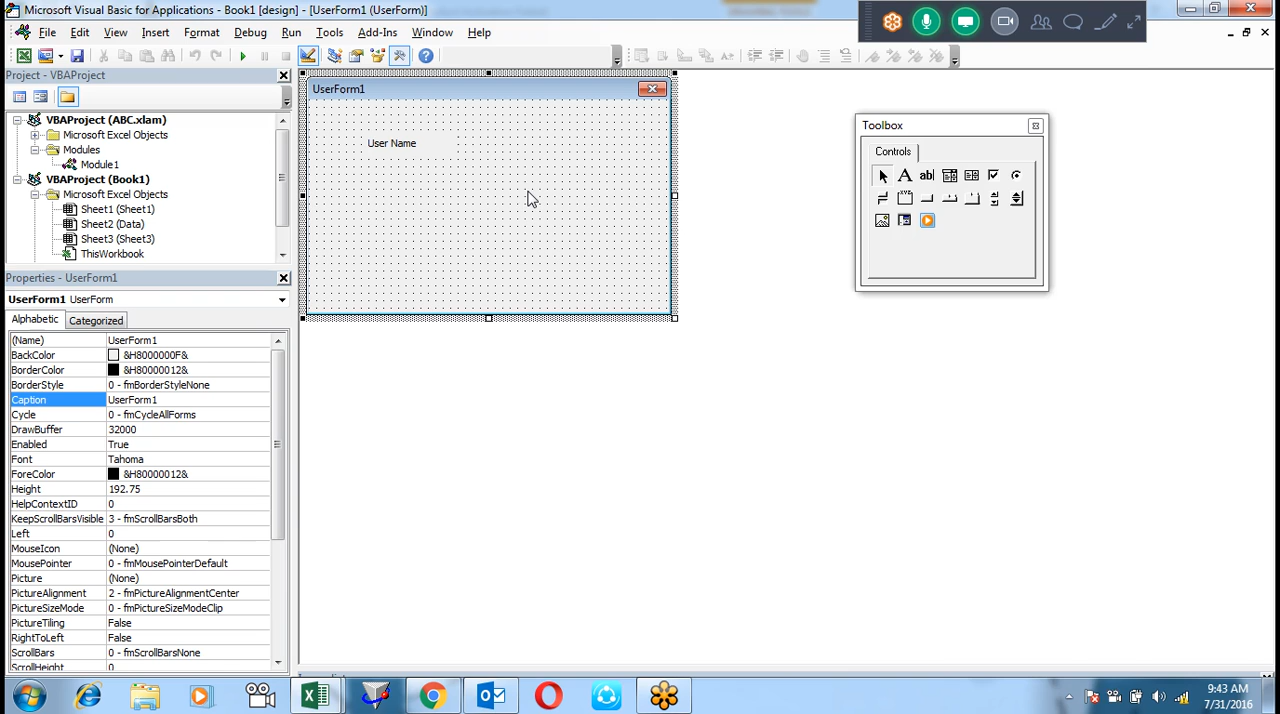 Microsoft Visual Basic for Applications - Book1 [design] - [UserForm1 (UserForm)]
File Edit View Insert Format Debug Run Tools Add-Ins Window Help
Project - VBAProject
VBAProject (ABC.xlam)
Microsoft Excel Objects
Modules
Module1
VBAProject (Book1)
Microsoft Excel Objects
Sheet1 (Sheet1)
Sheet2 (Data)
Sheet3 (Sheet3)
ThisWorkbook
Properties - UserForm1
UserForm1 UserForm
Alphabetic Categorized
(Name) UserForm1
BackColor &H8000000F&
BorderColor &H80000012&
BorderStyle 0 - fmBorderStyleNone
Caption UserForm1
Cycle 0 - fmCycleAllForms
DrawBuffer 32000
Enabled True
Font Tahoma
ForeColor &H80000012&
Height 192.75
HelpContextID 0
KeepScrollBarsVisible 3 - fmScrollBarsBoth
Left 0
MouseIcon (None)
MousePointer 0 - fmMousePointerDefault
Picture (None)
PictureAlignment 2 - fmPictureAlignmentCenter
PictureSizeMode 0 - fmPictureSizeModeClip
PictureTiling False
RightToLeft False
ScrollBars 0 - fmScrollBarsNone
ScrollHeight 0
UserForm1
User Name
Toolbox
Controls
A abl
9:43 AM
7/31/2016